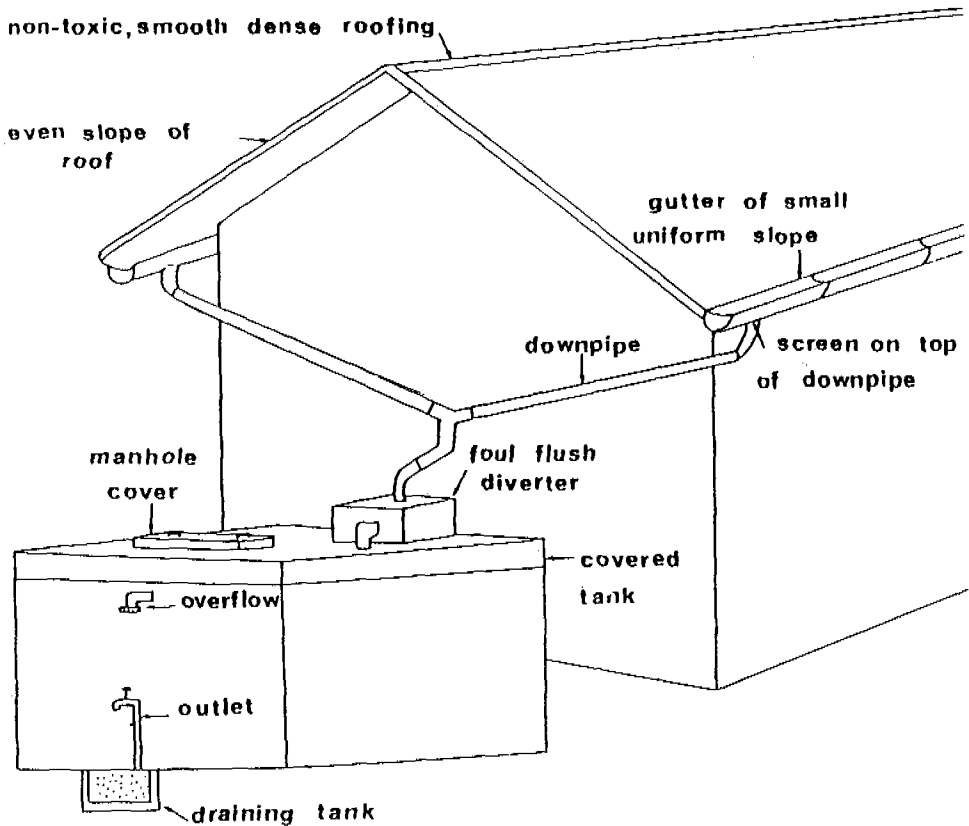 non-toxic, smooth dense roofing
even slope of
roof
gutter of small
uniform slope
downpipe
screen on top
of downpipe
manhole
cover
foul flush
diverter
covered
tank
overflow
outlet
draining tank